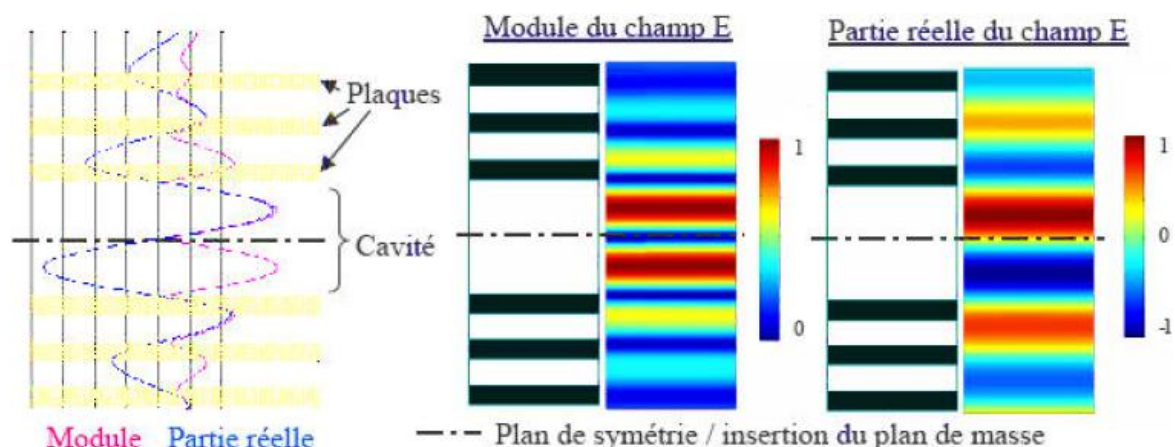 Module du champ E
Partie réelle du champ E
Plaques
Cavité
1
0
1
0
-1
Module Partie réelle
Plan de symétrie / insertion du plan de masse